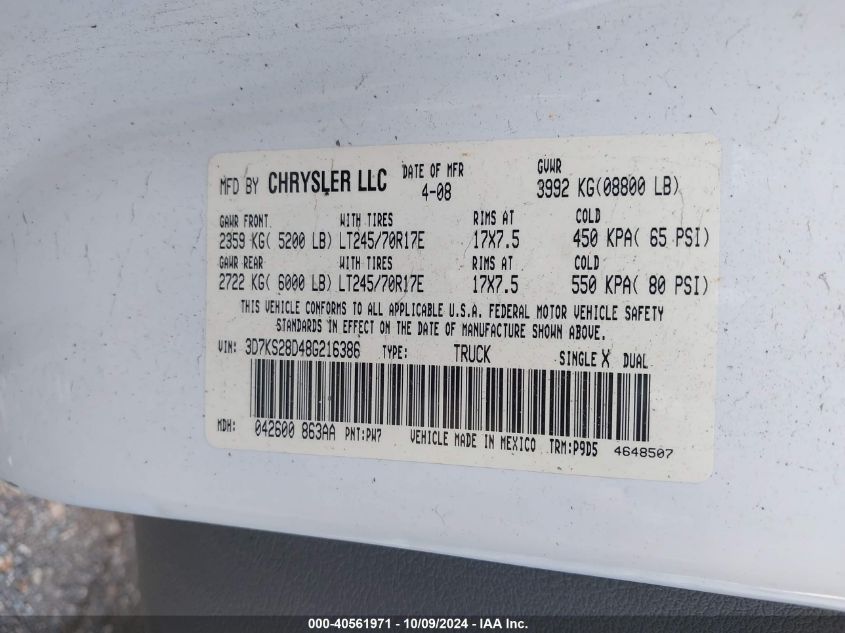 MFD BY CHRYSLER LLC DATE OF MFR GVWR
4-08 3992 KG(08800 LB)
GAWR FRONT WITH TIRES RIMS AT COLD
2359 KG( 5200 LB) LT245/70R17E 17X7.5 450 KPA( 65 PSI)
GAWR REAR WITH TIRES RIMS AT COLD
2722 KG( 6000 LB) LT245/70R17E 17X7.5 550 KPA( 80 PSI)
THIS VEHICLE CONFORMS TO ALL APPLICABLE U.S.A. FEDERAL MOTOR VEHICLE SAFETY
STANDARDS IN EFFECT ON THE DATE OF MANUFACTURE SHOWN ABOVE.
VIN: 3D7KS28D48G216386 TYPE: TRUCK SINGLE X DUAL
MDH: 042600 863AA PNT:PW7 VEHICLE MADE IN MEXICO TRM:P9D5 4648507
000-40561971 - 10/09/2024 - IAA Inc.